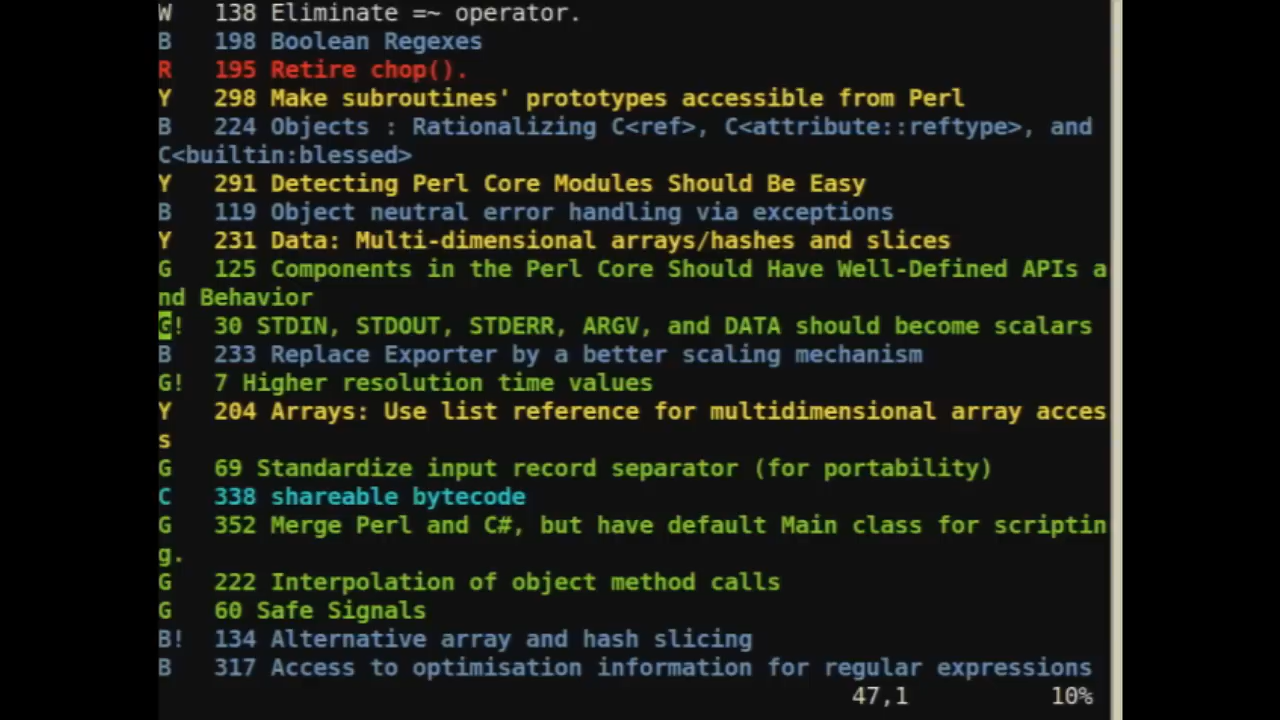 W   138 Eliminate =~ operator.
B   198 Boolean Regexes
R   195 Retire chop().
Y   298 Make subroutines' prototypes accessible from Perl
B   224 Objects : Rationalizing C<ref>, C<attribute::reftype>, and
C<builtin:blessed>
Y   291 Detecting Perl Core Modules Should Be Easy
B   119 Object neutral error handling via exceptions
Y   231 Data: Multi-dimensional arrays/hashes and slices
G   125 Components in the Perl Core Should Have Well-Defined APIs a
nd Behavior
G!  30 STDIN, STDOUT, STDERR, ARGV, and DATA should become scalars
B   233 Replace Exporter by a better scaling mechanism
G!  7 Higher resolution time values
Y   204 Arrays: Use list reference for multidimensional array acces
s
G   69 Standardize input record separator (for portability)
C   338 shareable bytecode
G   352 Merge Perl and C#, but have default Main class for scriptin
g.
G   222 Interpolation of object method calls
G   60 Safe Signals
B!  134 Alternative array and hash slicing
B   317 Access to optimisation information for regular expressions
47,1          10%